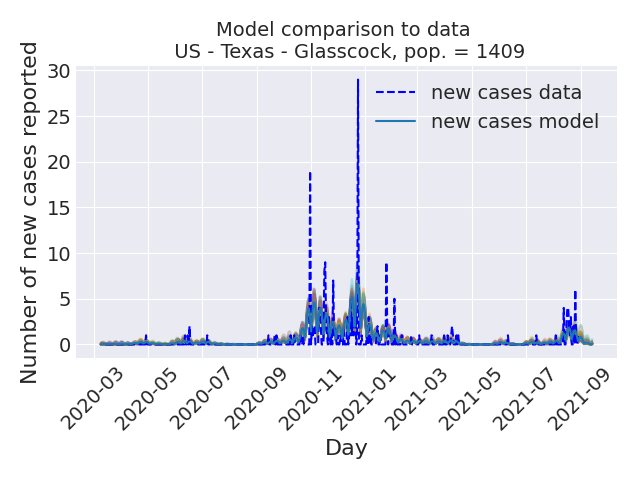 Model comparison to data
US - Texas - Glasscock, pop. = 1409
Number of new cases reported
30
25
20
15
10
5
0
new cases data
new cases model
2020-03
2020-05
2020-07
2020-09
2020-11
2021-01
2021-03
2021-05
2021-07
2021-09
Day